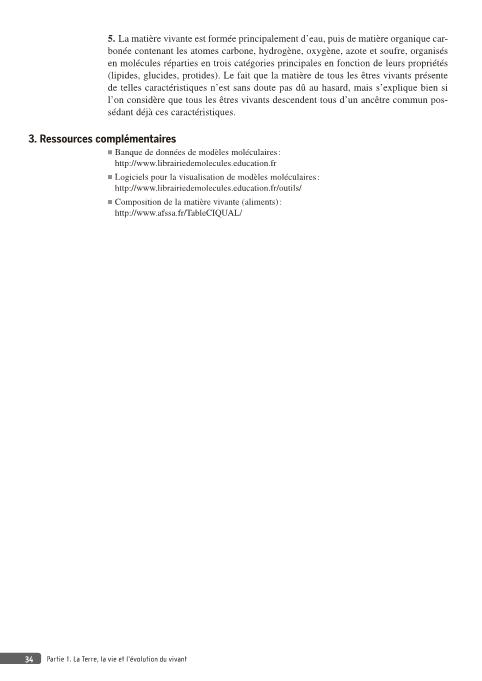 5. La matière vivante est formée principalement d'eau, puis de matière organique car-
bonée contenant les atomes carbone, hydrogène, oxygène, azote et soufre, organisés
en molécules réparties en trois catégories principales en fonction de leurs propriétés
(lipides, glucides, protides). Le fait que la matière de tous les êtres vivants présente
de telles caractéristiques n'est sans doute pas dû au hasard, mais s'explique bien si
l'on considère que tous les êtres vivants descendent tous d'un ancêtre commun pos-
sédant déjà ces caractéristiques.
3. Ressources complémentaires
■ Banque de données de modèles moléculaires :
http://www.librairiedemolecules.education.fr
■ Logiciels pour la visualisation de modèles moléculaires :
http://www.librairiedemolecules.education.fr/outils/
■ Composition de la matière vivante (aliments) :
http://www.afssa.fr/TableCIQUAL/
34 Partie 1. La Terre, la vie et l'évolution du vivant